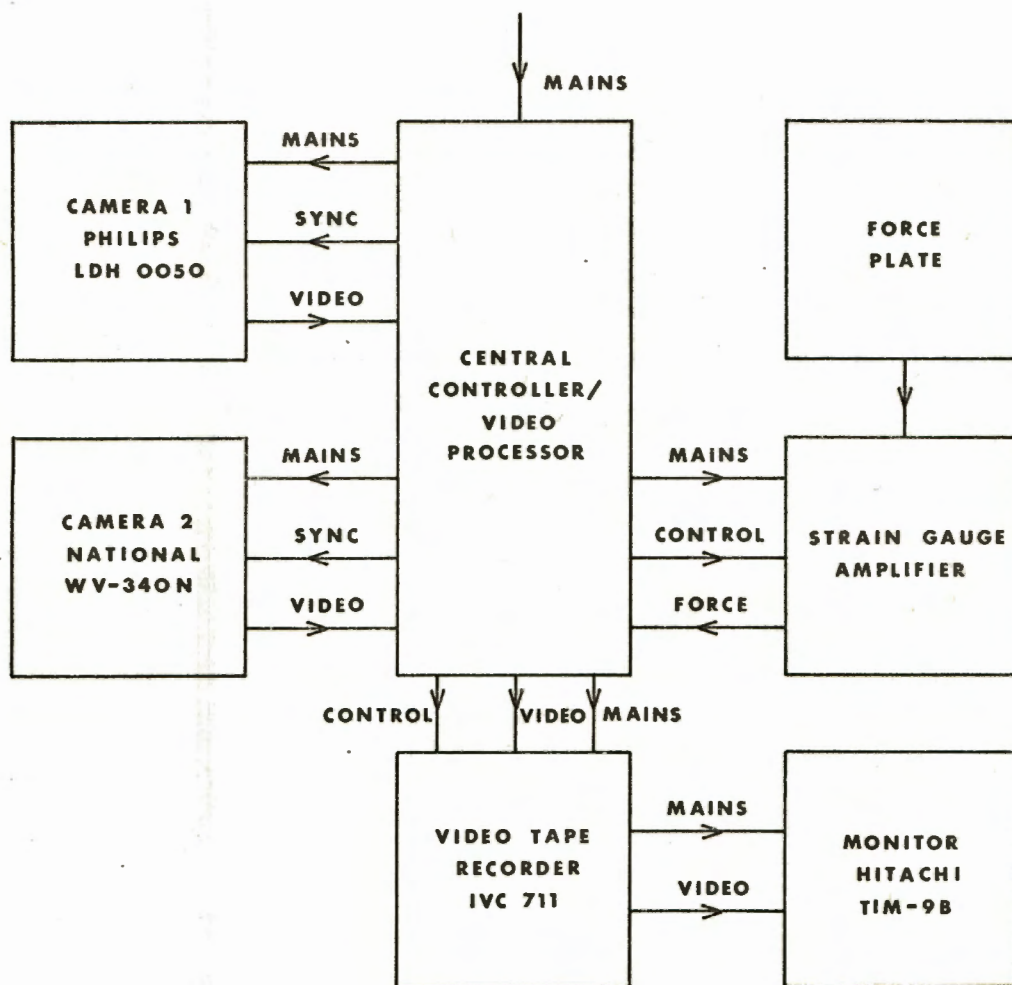 MAINS
MAINS
SYNC
VIDEO
CAMERA 1
PHILIPS
LDH 0050
CENTRAL
CONTROLLER/
VIDEO
PROCESSOR
FORCE
PLATE
MAINS
SYNC
VIDEO
CAMERA 2
NATIONAL
WV-340N
MAINS
CONTROL
FORCE
STRAIN GAUGE
AMPLIFIER
CONTROL
VIDEO
MAINS
VIDEO TAPE
RECORDER
IVC 711
MAINS
VIDEO
MONITOR
HITACHI
TIM-9B